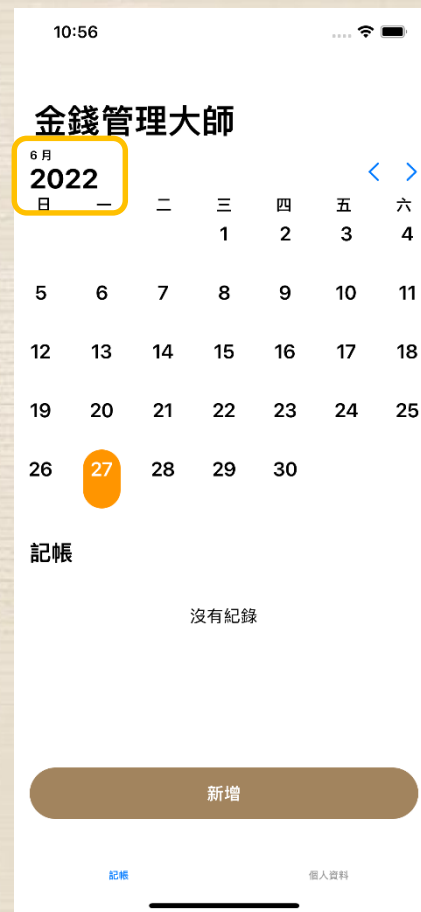 10:56
金錢管理大師
6 月
2022
日 一 二 三 四 五 六
1 2 3 4
5 6 7 8 9 10 11
12 13 14 15 16 17 18
19 20 21 22 23 24 25
26 27 28 29 30
記帳
沒有紀錄
新增
記帳 個人資料